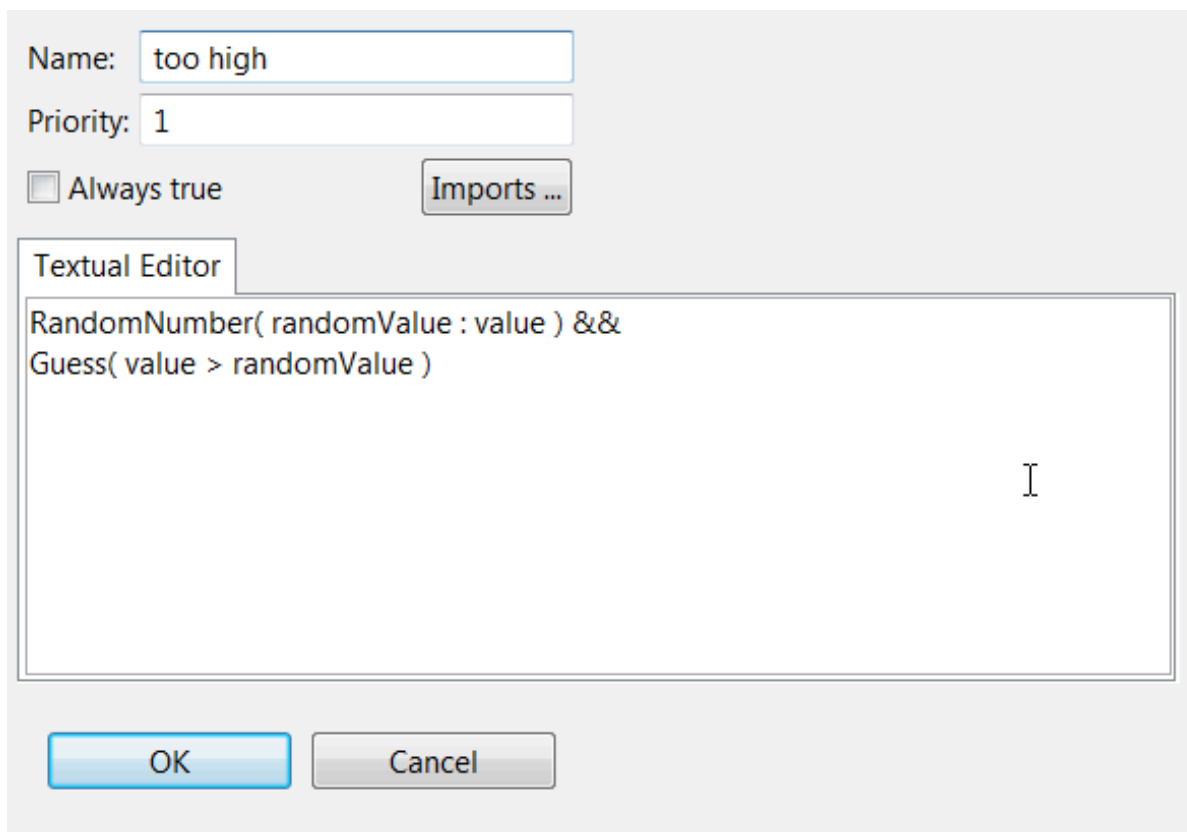 Name: too high
Priority: 1
Always true Imports ...
Textual Editor
RandomNumber( randomValue : value ) &&
Guess( value > randomValue )
OK Cancel